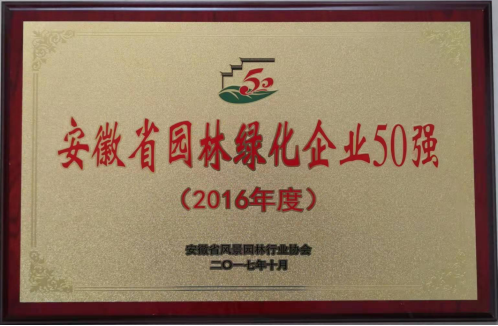 50
安徽省园林绿化企业50强
（2016年度）
安徽省风景园林行业协会
二〇一七年十月